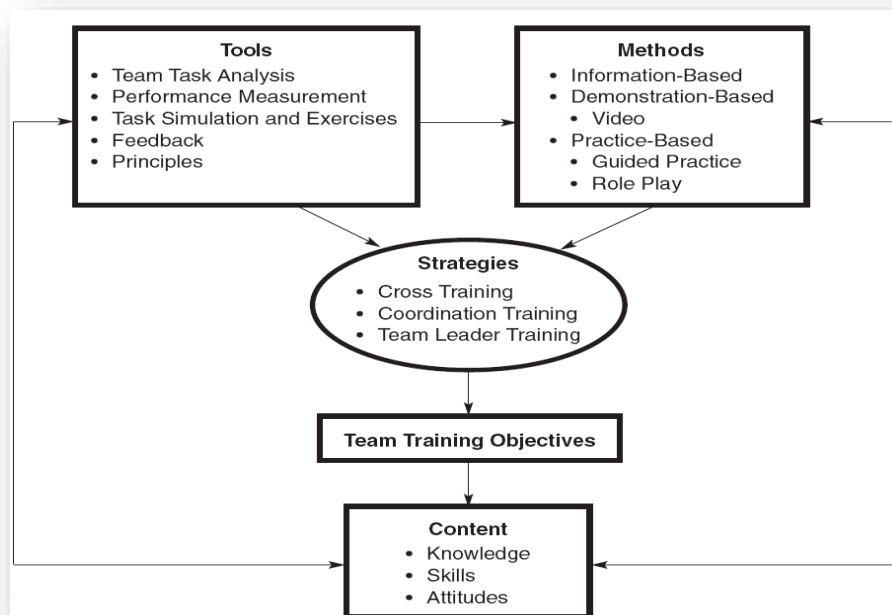 Tools
• Team Task Analysis
• Performance Measurement
• Task Simulation and Exercises
• Feedback
• Principles
Methods
• Information-Based
• Demonstration-Based
• Video
• Practice-Based
• Guided Practice
• Role Play
Strategies
• Cross Training
• Coordination Training
• Team Leader Training
Team Training Objectives
Content
• Knowledge
• Skills
• Attitudes